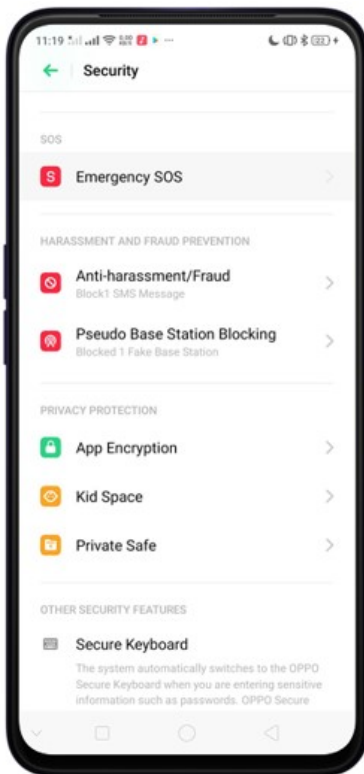 11:19
Security
SOS
S Emergency SOS
HARASSMENT AND FRAUD PREVENTION
Anti-harassment/Fraud
Block1 SMS Message
Pseudo Base Station Blocking
Blocked 1 Fake Base Station
PRIVACY PROTECTION
App Encryption
Kid Space
Private Safe
OTHER SECURITY FEATURES
Secure Keyboard
The system automatically switches to the OPPO
Secure Keyboard when you are entering sensitive
information such as passwords. OPPO Secure